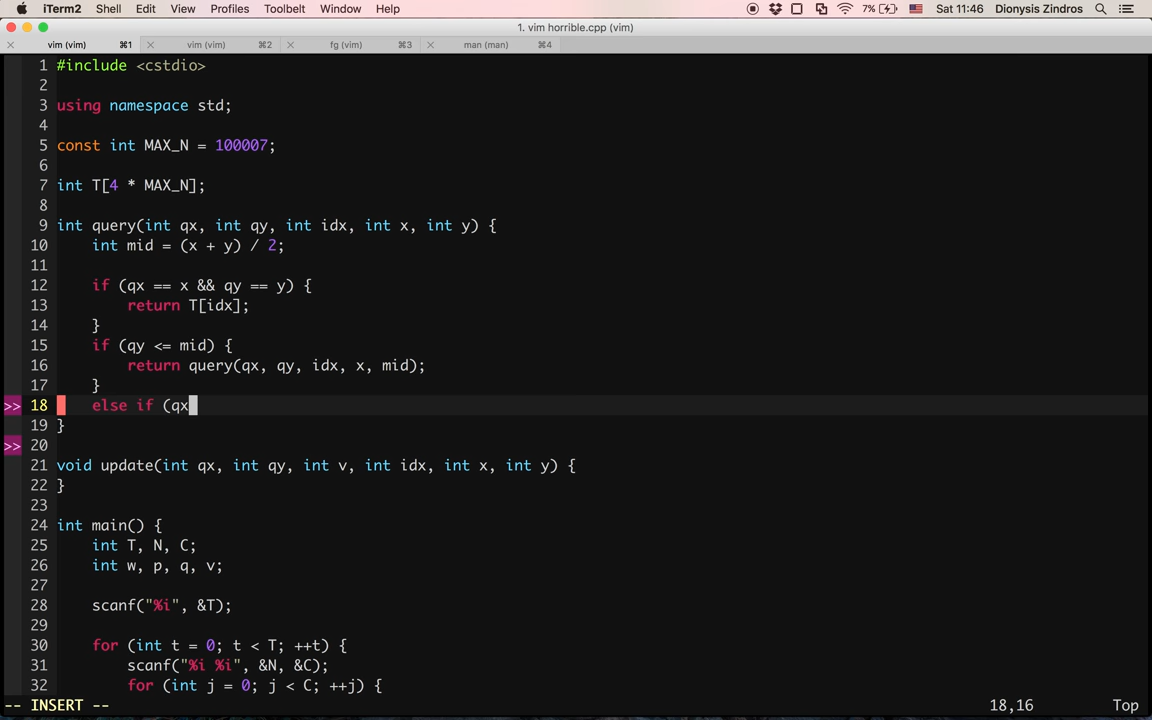 iTerm2 Shell Edit View Profiles Toolbelt Window Help 7% Sat 11:46 Dionysis Zindros
1. vim horrible.cpp (vim)
vim (vim) ⌘1 vim (vim) ⌘2 fg (vim) ⌘3 man (man) ⌘4
1 #include <cstdio>
2
3 using namespace std;
4
5 const int MAX_N = 100007;
6
7 int T[4 * MAX_N];
8
9 int query(int qx, int qy, int idx, int x, int y) {
10 int mid = (x + y) / 2;
11
12 if (qx == x && qy == y) {
13 return T[idx];
14 }
15 if (qy <= mid) {
16 return query(qx, qy, idx, x, mid);
17 }
>> 18 else if (qx
19 }
>> 20
21 void update(int qx, int qy, int v, int idx, int x, int y) {
22 }
23
24 int main() {
25 int T, N, C;
26 int w, p, q, v;
27
28 scanf("%i", &T);
29
30 for (int t = 0; t < T; ++t) {
31 scanf("%i %i", &N, &C);
32 for (int j = 0; j < C; ++j) {
-- INSERT -- 18,16 Top